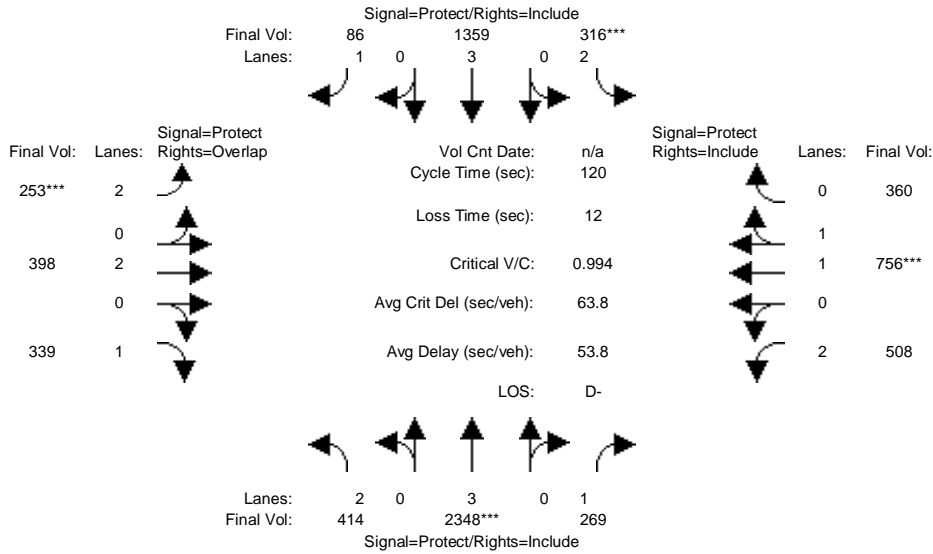 Signal=Protect/Rights=Include
Final Vol: 86 1359 316***
Lanes: 1 0 3 0 2
Signal=Protect Signal=Protect
Final Vol: Lanes: Rights=Overlap Vol Cnt Date: n/a Rights=Include Lanes: Final Vol:
Cycle Time (sec): 120
253*** 2 0 360
Loss Time (sec): 12
0 1
398 2 Critical V/C: 0.994 1 756***
0 Avg Crit Del (sec/veh): 63.8 0
339 1 Avg Delay (sec/veh): 53.8 2 508
LOS: D-
Lanes: 2 0 3 0 1
Final Vol: 414 2348*** 269
Signal=Protect/Rights=Include